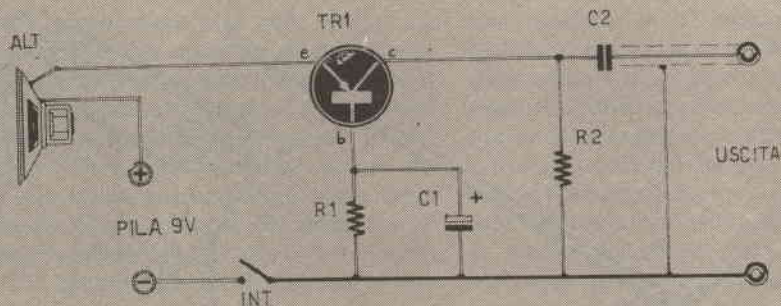 ALT
TR1
C2
e
c
b
R1
C1
+
R2
USCITA
+
PILA 9V
−
INT